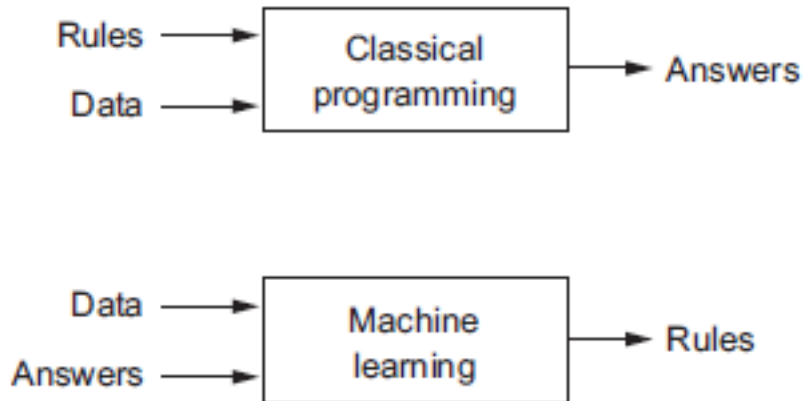 Rules
Data
Classical
programming
Answers
Data
Answers
Machine
learning
Rules